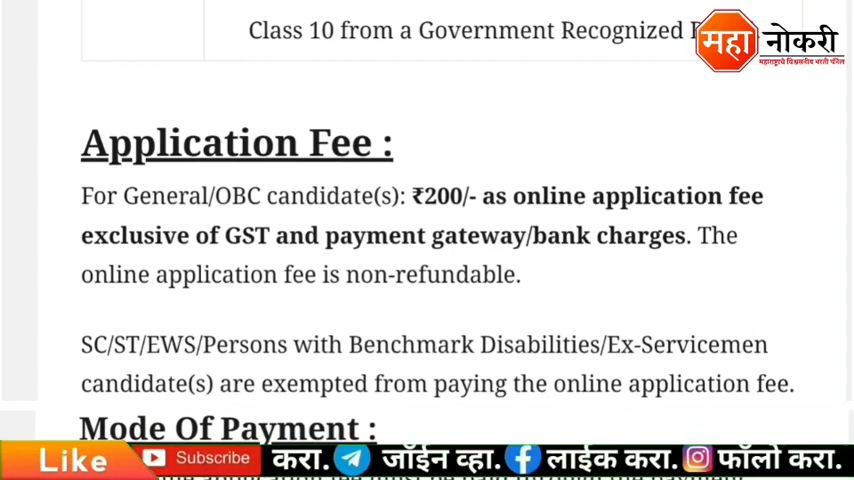 Class 10 from a Government Recognized
महा नोकरी
महाराष्ट्राचे विश्वसनीय भरती चॅनेल
Application Fee :
For General/OBC candidate(s): ₹200/- as online application fee
exclusive of GST and payment gateway/bank charges. The
online application fee is non-refundable.
SC/ST/EWS/Persons with Benchmark Disabilities/Ex-Servicemen
candidate(s) are exempted from paying the online application fee.
Mode Of Payment :
Like Subscribe करा. जॉईन व्हा. लाईक करा. फॉलो करा.